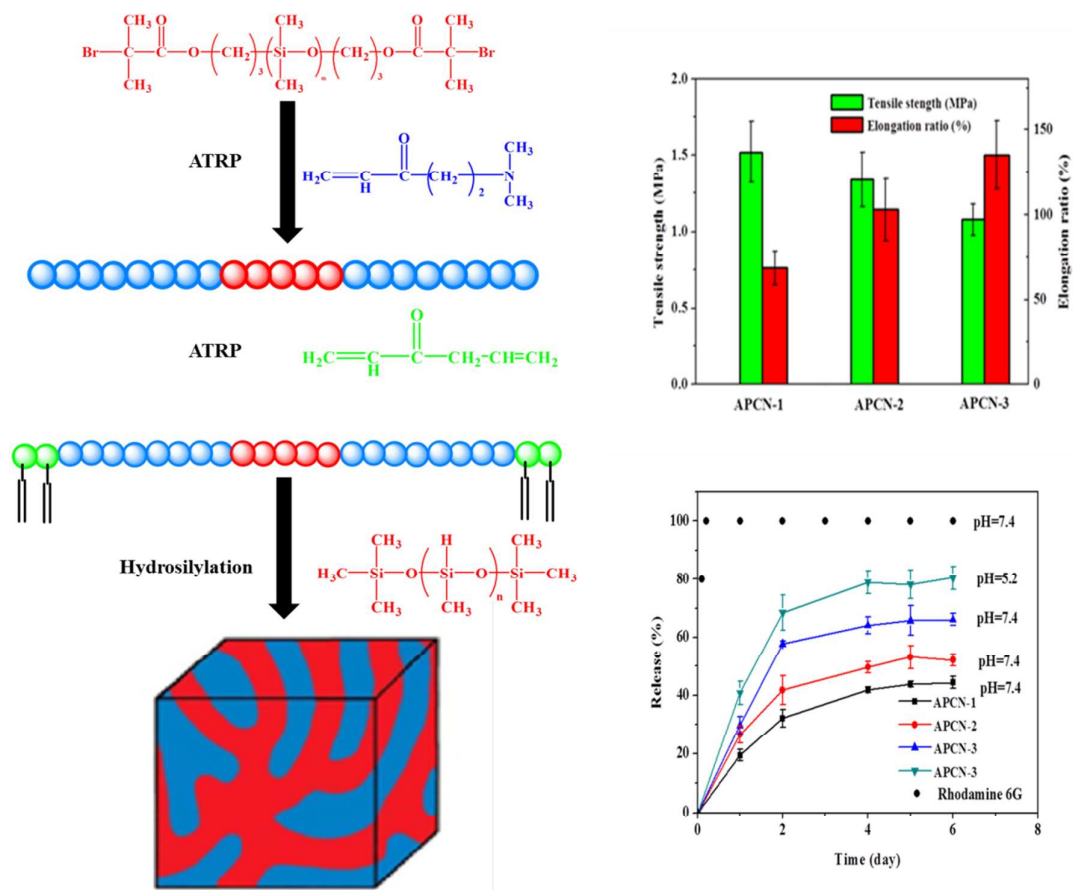 CH₃ O CH₃ O CH₃
Br—C—C—O—(CH₂)₃(Si—O)ₙ(CH₂)₃O—C—C—Br
CH₃ CH₃ CH₃
ATRP
O CH₃
H₂C=C—C—(CH₂)₂—N
H CH₃
ATRP
O
H₂C=C—C—CH₂-CH=CH₂
H
Hydrosilylation
CH₃ H CH₃
H₃C—Si—O—(Si—O)ₙ—Si—CH₃
CH₃ CH₃ CH₃
Tensile stength (MPa)
Elongation ratio (%)
Tensile strength (MPa)
2.0
1.5
1.0
0.5
0.0
Elongation ratio (%)
150
100
50
0
APCN-1 APCN-2 APCN-3
Release (%)
100
80
60
40
20
0
pH=7.4
pH=5.2
pH=7.4
pH=7.4
pH=7.4
APCN-1
APCN-2
APCN-3
APCN-3
Rhodamine 6G
0 2 4 6 8
Time (day)